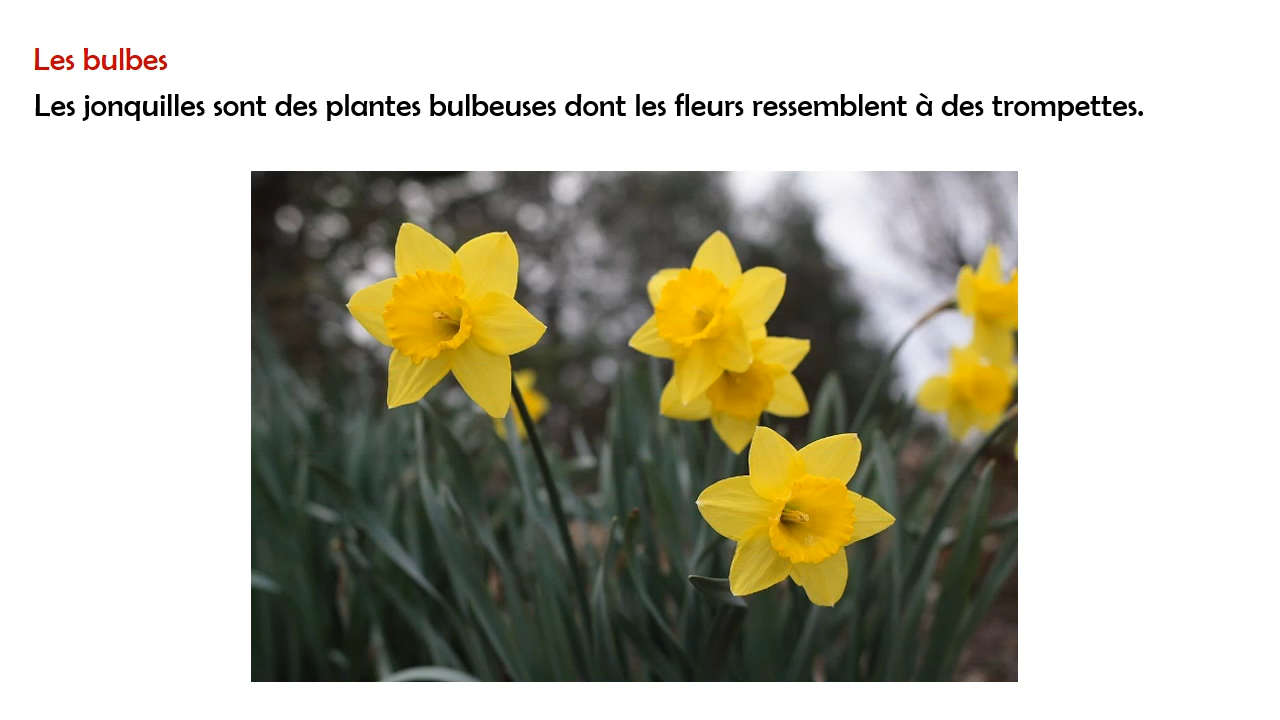 Les bulbes
Les jonquilles sont des plantes bulbeuses dont les fleurs ressemblent à des trompettes.